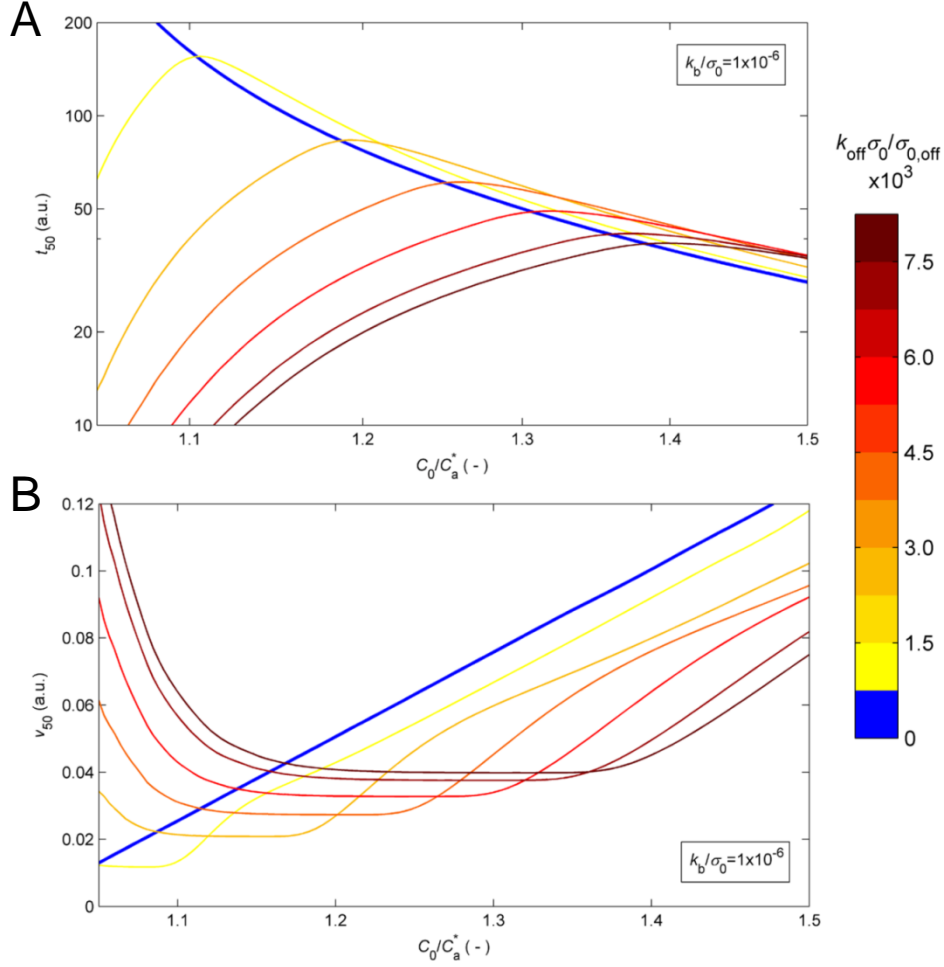 A
200
100
50
20
10
t50 (a.u.)
kb/σ0=1x10-6
1.1
1.2
1.3
1.4
1.5
C0/Ca* (-)
koffσ0/σ0,off
x103
7.5
6.0
4.5
3.0
1.5
0
B
0.12
0.1
0.08
0.06
0.04
0.02
0
v50 (a.u.)
kb/σ0=1x10-6
1.1
1.2
1.3
1.4
1.5
C0/Ca* (-)